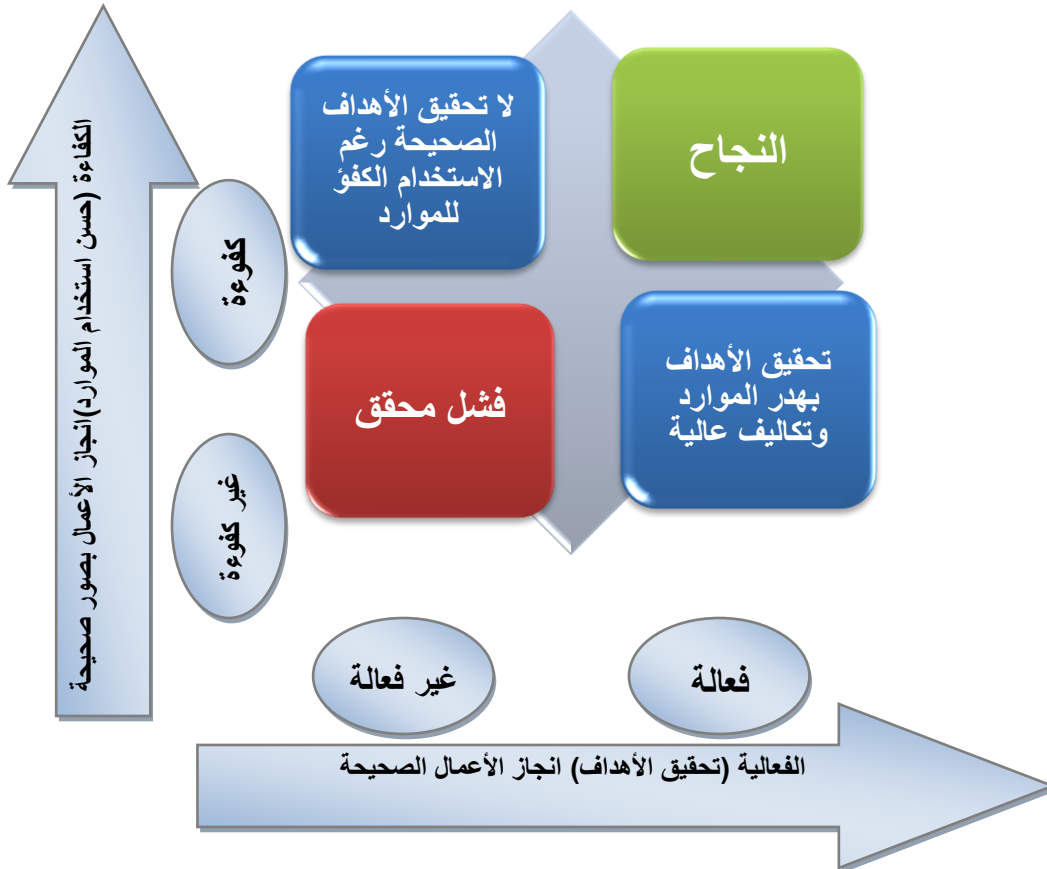 لا تحقيق الأهداف
الصحيحة رغم
الاستخدام الكفؤ
للموارد
النجاح
فشل محقق
تحقيق الأهداف
بهدر الموارد
وتكاليف عالية
الكفاءة (حسن استخدام الموارد)انجاز الأعمال بصور صحيحة
كفوءة
غير كفوءة
غير فعالة
فعالة
الفعالية (تحقيق الأهداف) انجاز الأعمال الصحيحة